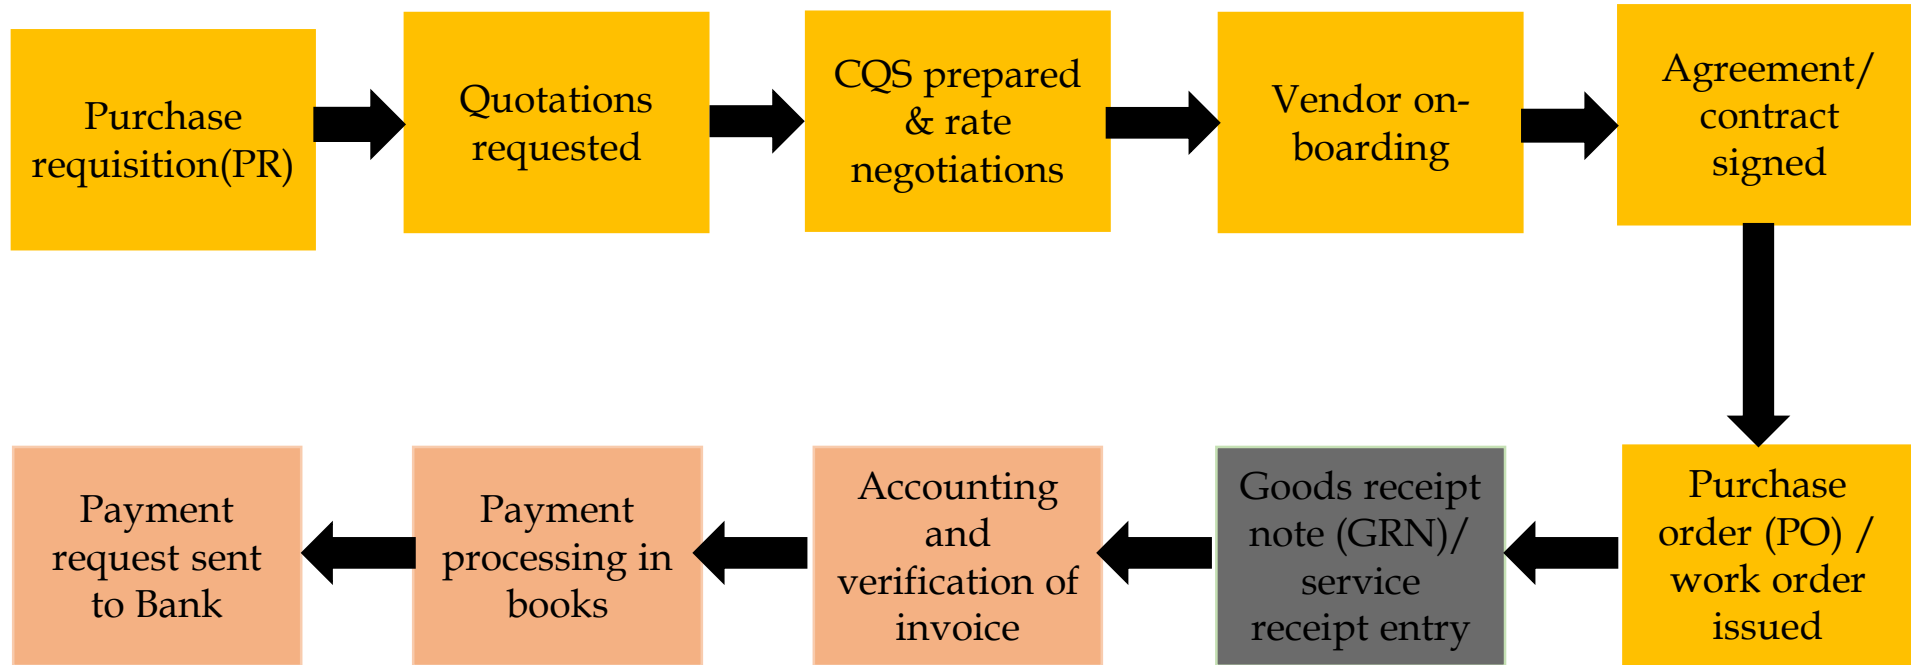 Purchase
requisition(PR)
Quotations
requested
CQS prepared
& rate
negotiations
Vendor on-
boarding
Agreement/
contract
signed
Purchase
order (PO) /
work order
issued
Goods receipt
note (GRN)/
service
receipt entry
Accounting
and
verification of
invoice
Payment
processing in
books
Payment
request sent
to Bank